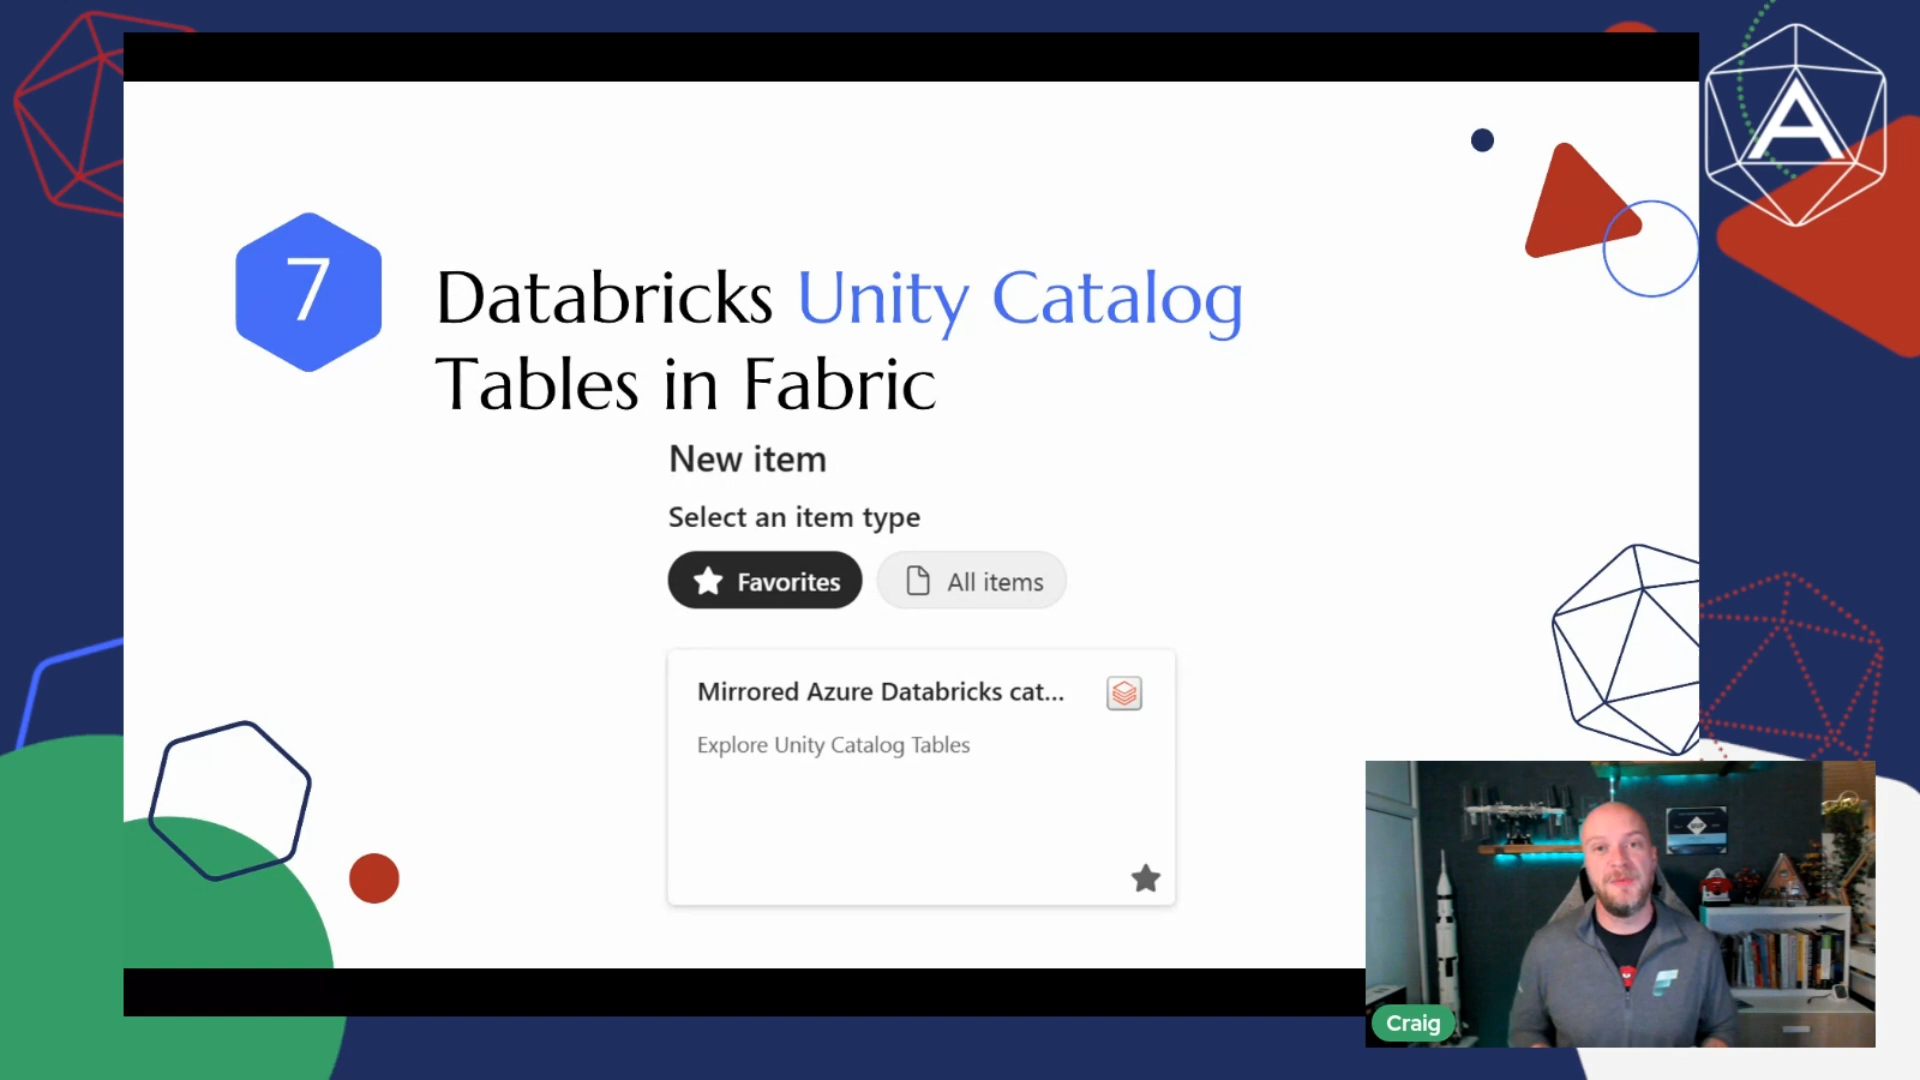 A
7
Databricks Unity Catalog
Tables in Fabric
New item
Select an item type
Favorites
All items
Mirrored Azure Databricks cat...
Explore Unity Catalog Tables
Craig